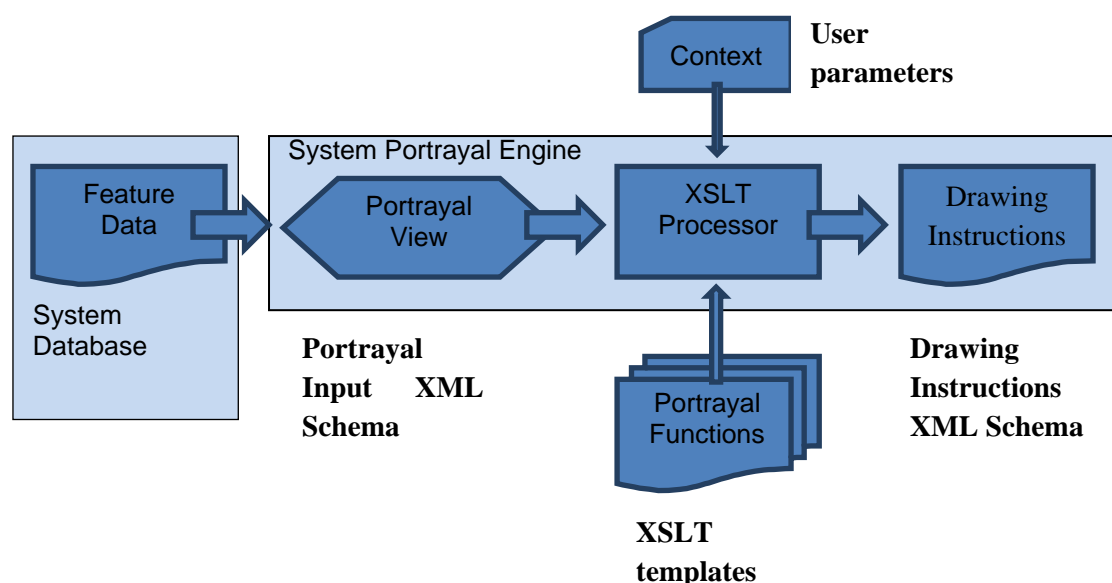 Context
User
parameters
System Portrayal Engine
Feature
Data
Portrayal
View
XSLT
Processor
Drawing
Instructions
System
Database
Portrayal
Input XML
Schema
Portrayal
Functions
Drawing
Instructions
XML Schema
XSLT
templates